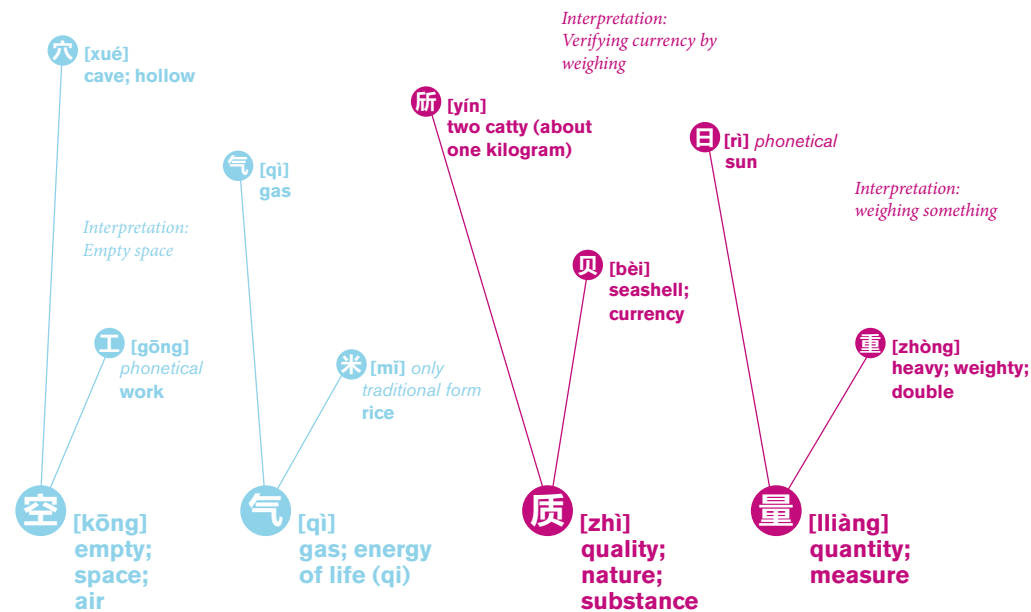 穴 [xué]
cave; hollow
气 [qì]
gas
Interpretation:
Empty space
工 [gōng]
phonetical
work
米 [mǐ] only
traditional form
rice
空 [kōng]
empty;
space;
air
气 [qì]
gas; energy
of life (qi)
Interpretation:
Verifying currency by
weighing
斦 [yín]
two catty (about
one kilogram)
贝 [bèi]
seashell;
currency
日 [rì] phonetical
sun
Interpretation:
weighing something
重 [zhòng]
heavy; weighty;
double
质 [zhì]
quality;
nature;
substance
量 [lliàng]
quantity;
measure